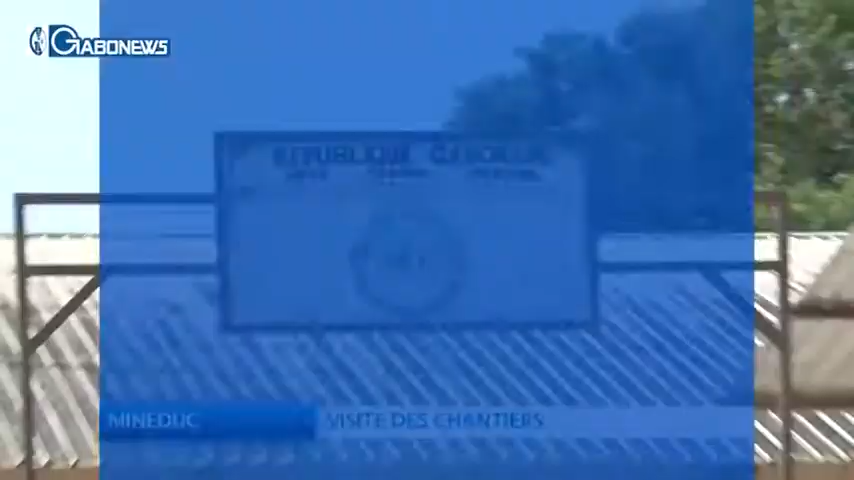 GABONEWS
REPUBLIQUE GABONAISE
MINEDUC
VISITE DES CHANTIERS